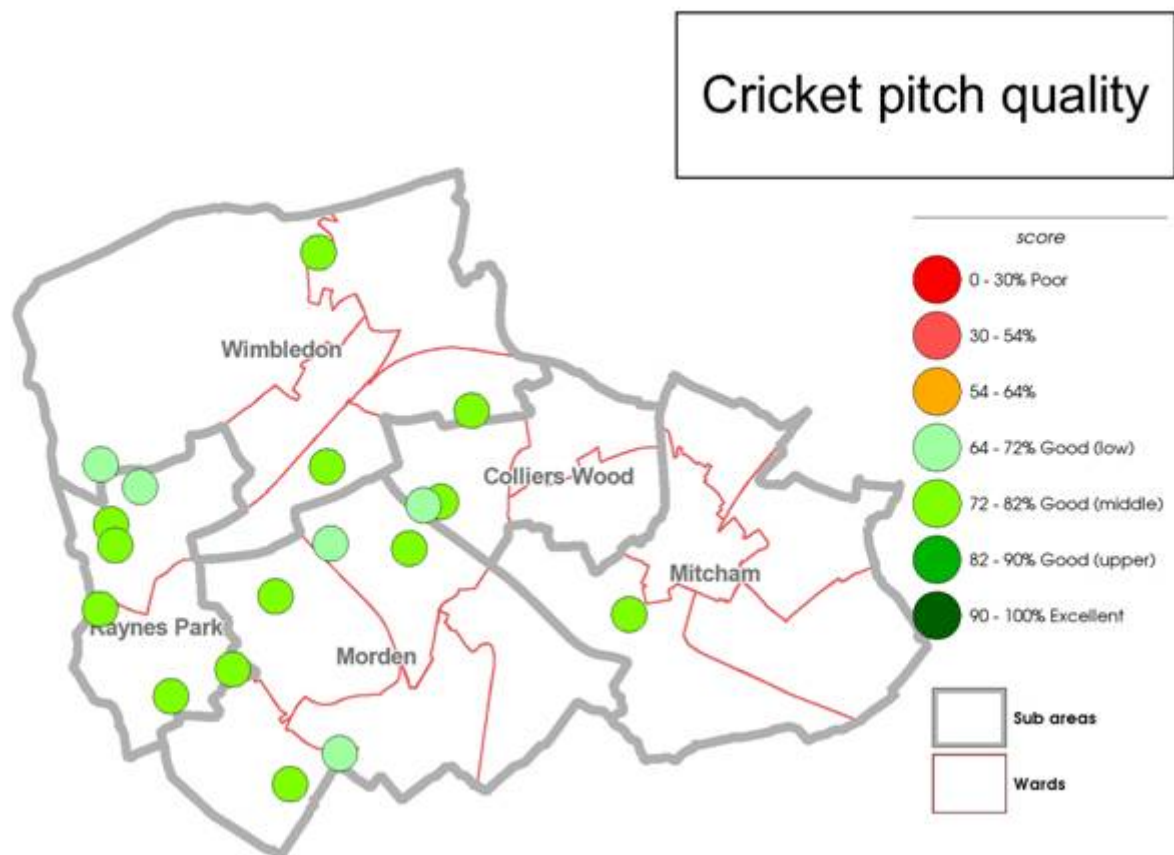 Cricket pitch quality
score
0 - 30% Poor
30 - 54%
54 - 64%
64 - 72% Good (low)
72 - 82% Good (middle)
82 - 90% Good (upper)
90 - 100% Excellent
Sub areas
Wards
Wimbledon
Colliers Wood
Mitcham
Raynes Park
Morden